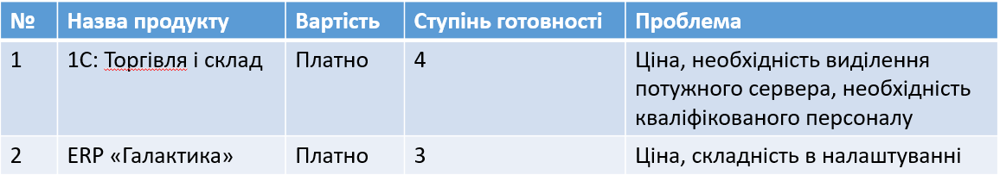 № Назва продукту Вартість Ступінь готовності Проблема
1 1С: Торгівля і склад Платно 4 Ціна, необхідність виділення
потужного сервера, необхідність
кваліфікованого персоналу
2 ERP «Галактика» Платно 3 Ціна, складність в налаштуванні